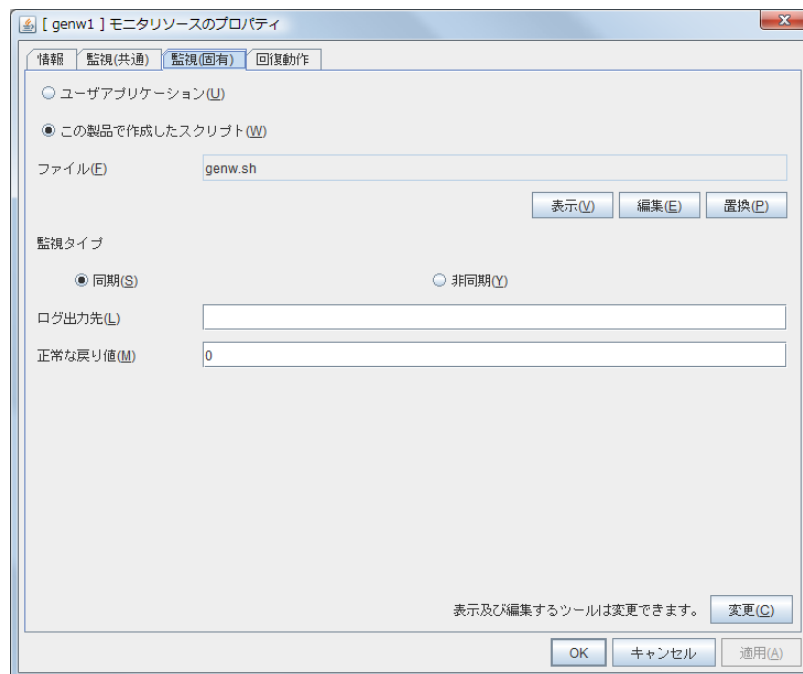 [ genw1 ] モニタリソースのプロパティ
情報 監視(共通) 監視(固有) 回復動作
ユーザアプリケーション(U)
この製品で作成したスクリプト(W)
ファイル(F) genw.sh
表示(V) 編集(E) 置換(P)
監視タイプ
同期(S) 非同期(Y)
ログ出力先(L)
正常な戻り値(M) 0
表示及び編集するツールは変更できます。 変更(C)
OK キャンセル 適用(A)